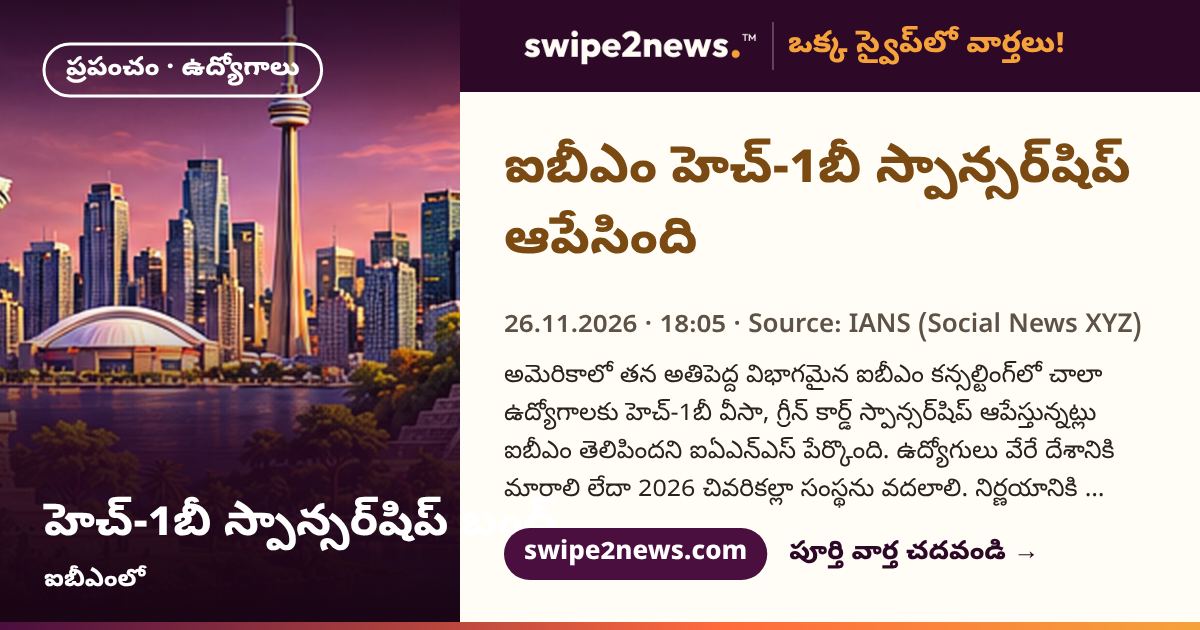 ప్రపంచం · ఉద్యోగాలు
హెచ్-1బీ స్పాన్సర్‌షిప్
ఐబీఎంలో
swipe2news.™ ఒక్క స్వైప్‌లో వార్తలు!
ఐబీఎం హెచ్-1బీ స్పాన్సర్‌షిప్
ఆపేసింది
26.11.2026 · 18:05 · Source: IANS (Social News XYZ)
అమెరికాలో తన అతిపెద్ద విభాగమైన ఐబీఎం కన్సల్టింగ్‌లో చాలా
ఉద్యోగాలకు హెచ్-1బీ వీసా, గ్రీన్ కార్డ్ స్పాన్సర్‌షిప్ ఆపేస్తున్నట్లు
ఐబీఎం తెలిపిందని ఐఏఎన్ఎస్ పేర్కొంది. ఉద్యోగులు వేరే దేశానికి
మారాలి లేదా 2026 చివరికల్లా సంస్థను వదలాలి. నిర్ణయానికి ...
swipe2news.com పూర్తి వార్త చదవండి →